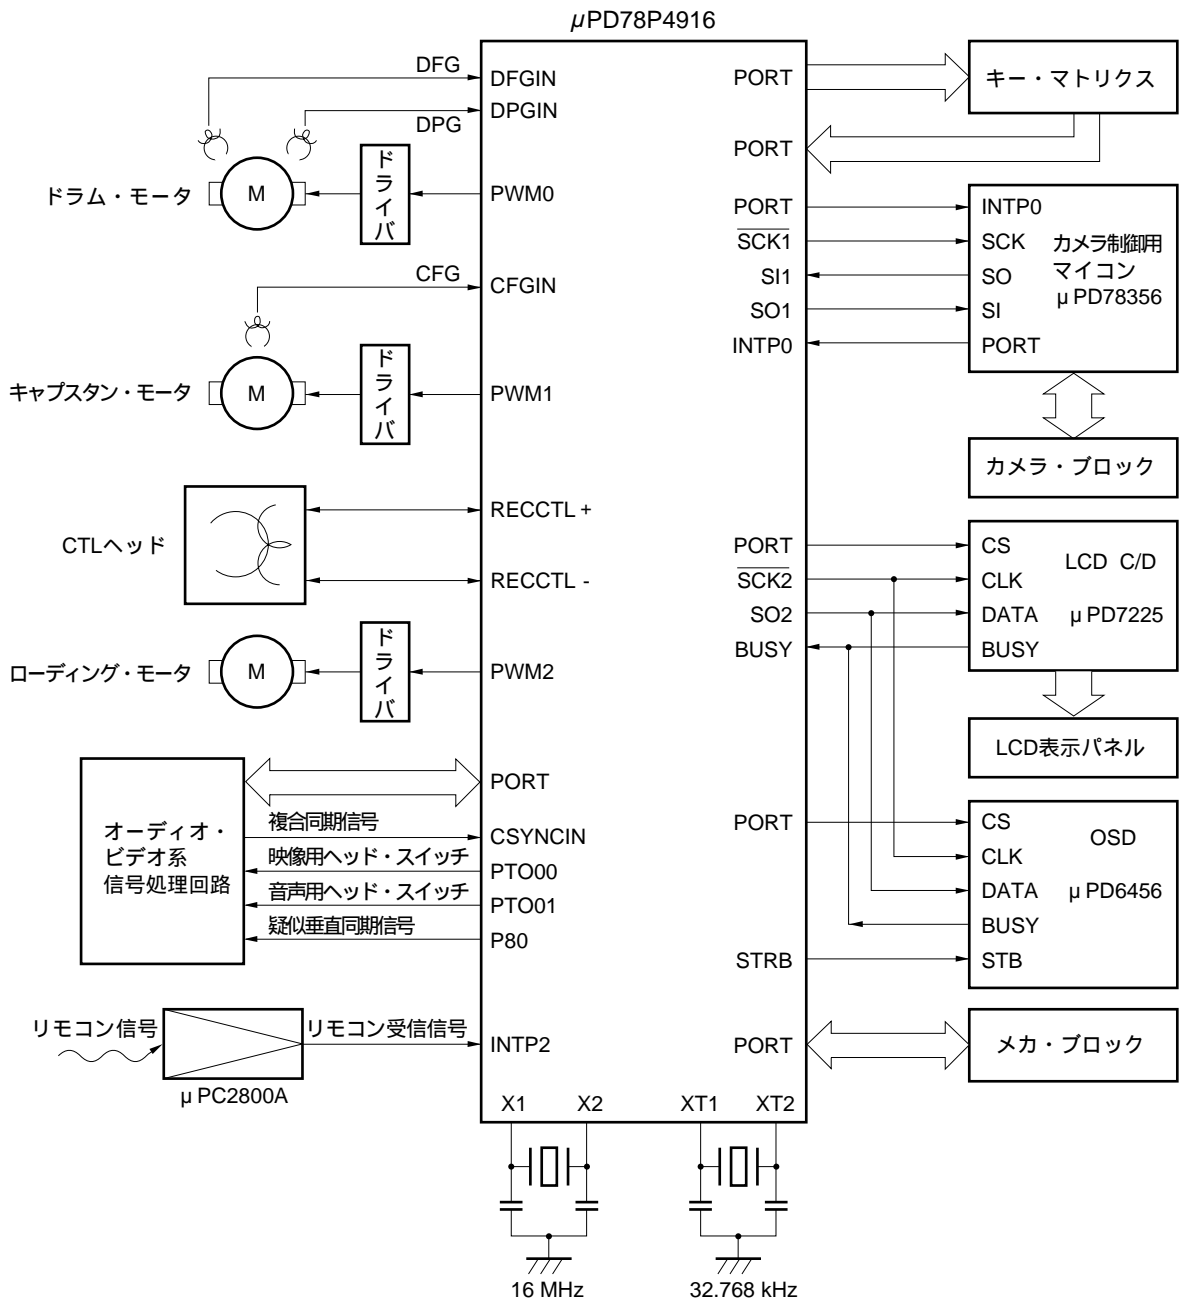 μPD78P4916
DFG
DFGIN
DPG
DPGIN
ドラム・モータ
M
ドライバ
PWM0
CFG
CFGIN
キャプスタン・モータ
M
ドライバ
PWM1
CTLヘッド
RECCTL +
RECCTL -
ローディング・モータ
M
ドライバ
PWM2
オーディオ・
ビデオ系
信号処理回路
PORT
複合同期信号
CSYNCIN
映像用ヘッド・スイッチ
PTO00
音声用ヘッド・スイッチ
PTO01
疑似垂直同期信号
P80
リモコン信号
μPC2800A
リモコン受信信号
INTP2
X1
X2
XT1
XT2
16 MHz
32.768 kHz
PORT
キー・マトリクス
PORT
PORT
SCK1
SI1
SO1
INTP0
INTP0
SCK
SO
SI
PORT
カメラ制御用
マイコン
μPD78356
カメラ・ブロック
PORT
SCK2
SO2
BUSY
CS
CLK
DATA
BUSY
LCD C/D
μPD7225
LCD表示パネル
PORT
STRB
CS
CLK
DATA
BUSY
STB
OSD
μPD6456
PORT
メカ・ブロック